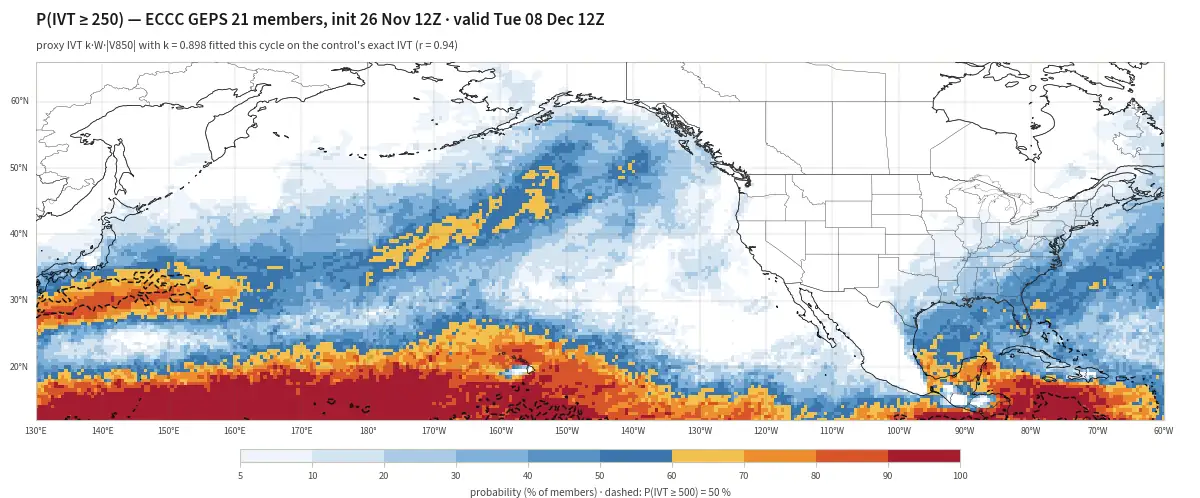 P(IVT ≥ 250) — ECCC GEPS 21 members, init 26 Nov 12Z · valid Tue 08 Dec 12Z
proxy IVT k·W·|V850| with k = 0.898 fitted this cycle on the control's exact IVT (r = 0.94)
60°N
50°N
40°N
30°N
20°N
130°E 140°E 150°E 160°E 170°E 180° 170°W 160°W 150°W 140°W 130°W 120°W 110°W 100°W 90°W 80°W 70°W 60°W
5 10 20 30 40 50 60 70 80 90 100
probability (% of members) · dashed: P(IVT ≥ 500) = 50 %